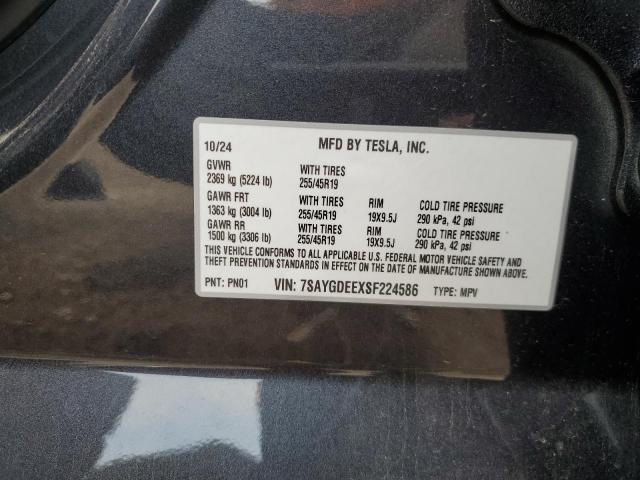 10/24 MFD BY TESLA, INC.
GVWR WITH TIRES
2369 kg (5224 lb) 255/45R19
GAWR FRT WITH TIRES RIM COLD TIRE PRESSURE
1363 kg (3004 lb) 255/45R19 19X9.5J 290 kPa, 42 psi
GAWR RR WITH TIRES RIM COLD TIRE PRESSURE
1500 kg (3306 lb) 255/45R19 19X9.5J 290 kPa, 42 psi
THIS VEHICLE CONFORMS TO ALL APPLICABLE U.S. FEDERAL MOTOR VEHICLE SAFETY AND
THEFT PREVENTION STANDARDS IN EFFECT ON THE DATE OF MANUFACTURE SHOWN ABOVE.
PNT: PN01 VIN: 7SAYGDEEXSF224586 TYPE: MPV